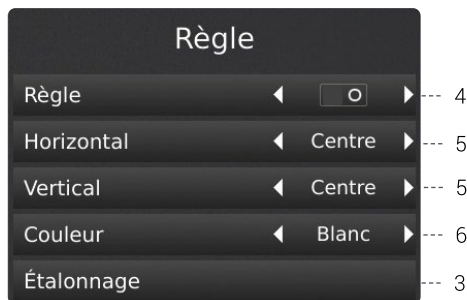 Règle
Règle 4
Horizontal Centre 5
Vertical Centre 5
Couleur Blanc 6
Étalonnage 3